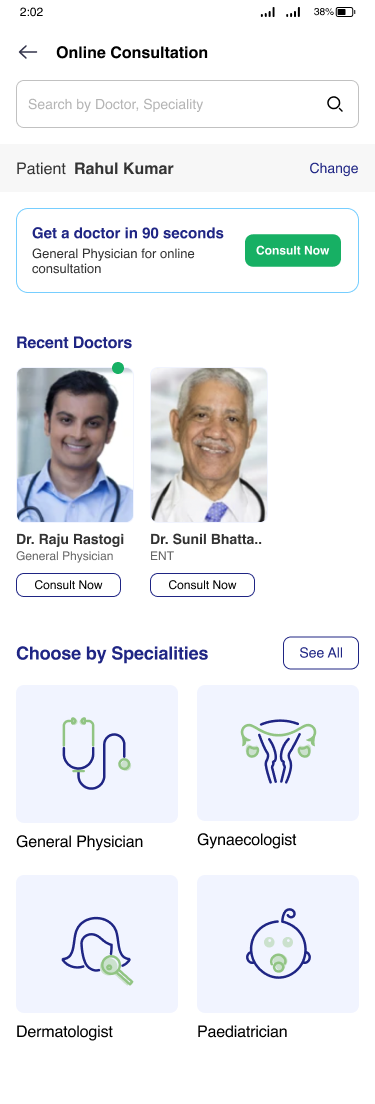 2:02
38%
Online Consultation
Search by Doctor, Speciality
Patient Rahul Kumar
Change
Get a doctor in 90 seconds
General Physician for online
consultation
Consult Now
Recent Doctors
Dr. Raju Rastogi
General Physician
Consult Now
Dr. Sunil Bhatta..
ENT
Consult Now
Choose by Specialities
See All
General Physician
Gynaecologist
Dermatologist
Paediatrician